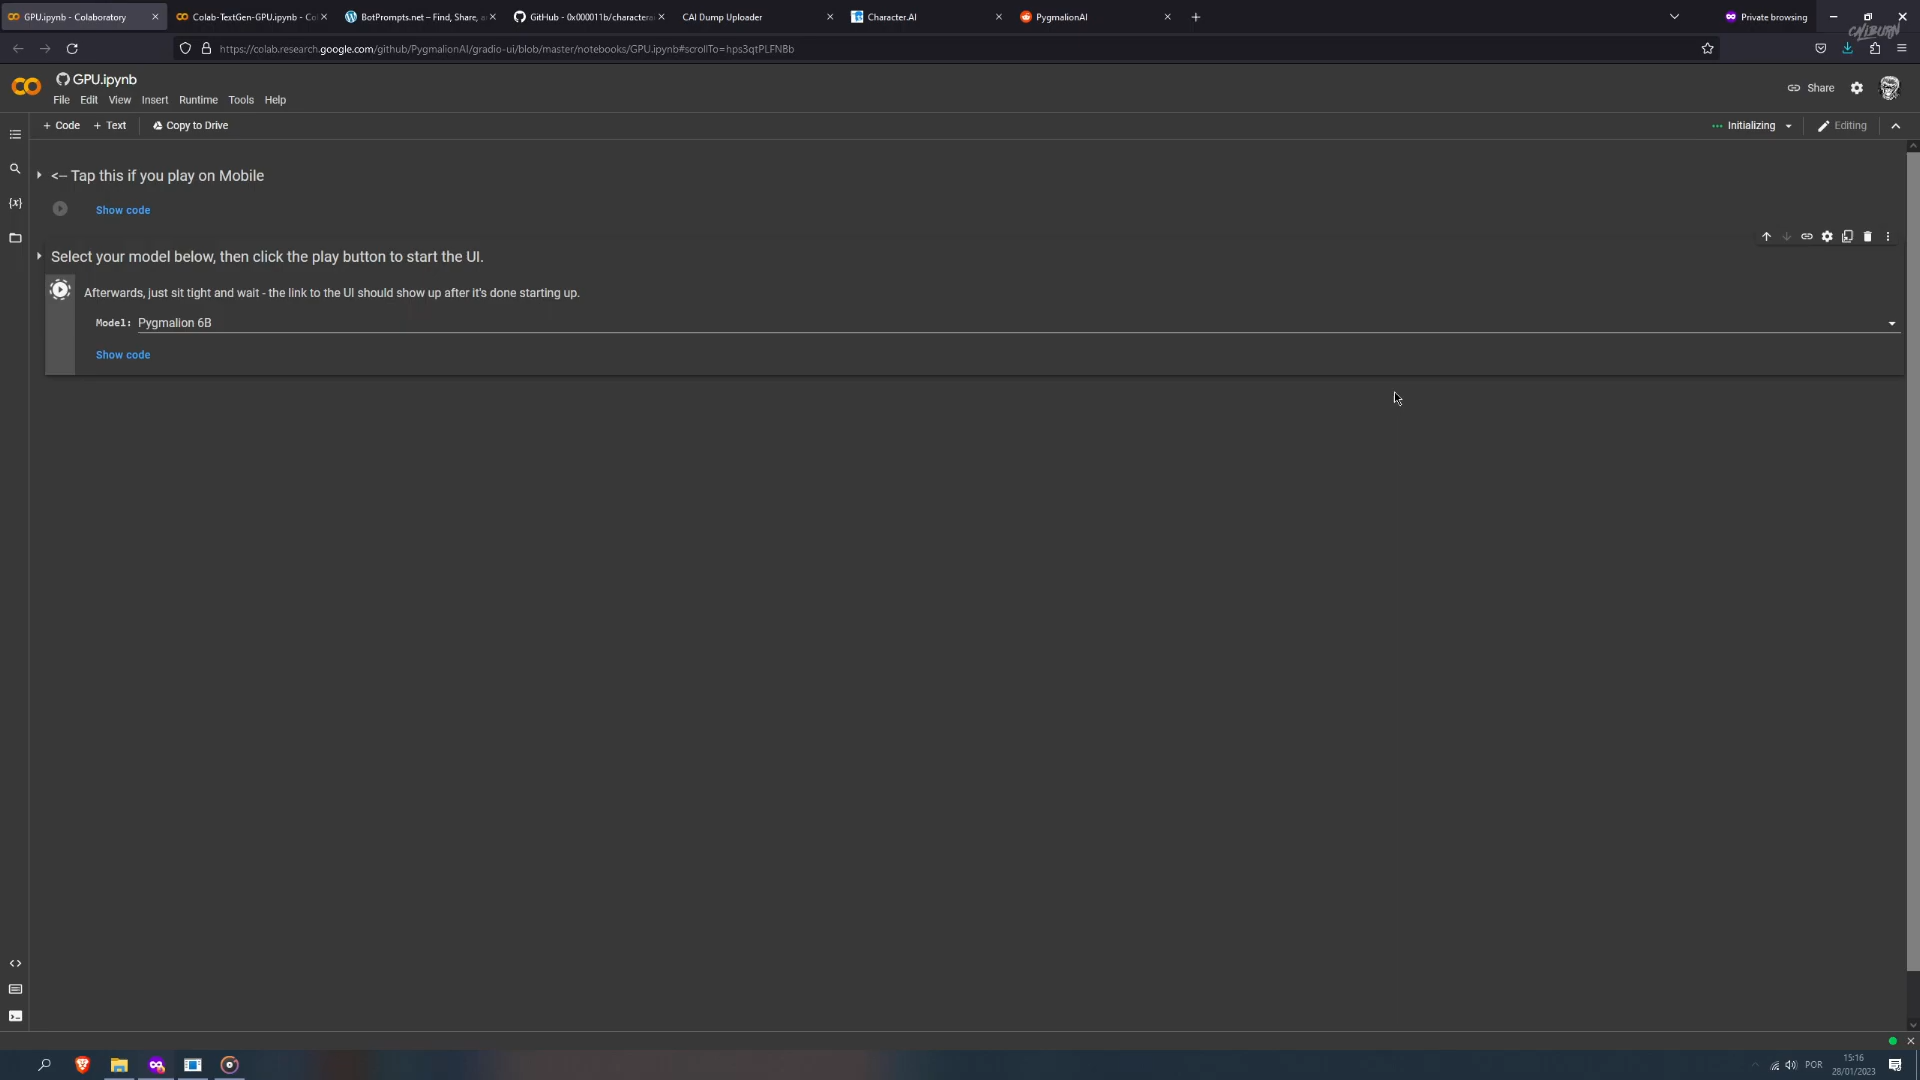 GPU.ipynb - Colaboratory
Colab-TextGen-GPU.ipynb - Col
BotPrompts.net – Find, Share, a
GitHub - 0x000011b/character
CAI Dump Uploader
Character.AI
PygmalionAI
Private browsing
CALIBURN
https://colab.research.google.com/github/PygmalionAI/gradio-ui/blob/master/notebooks/GPU.ipynb#scrollTo=hps3qtPLFNBb
GPU.ipynb
File Edit View Insert Runtime Tools Help
Share
+ Code + Text Copy to Drive
Initializing
Editing
<-- Tap this if you play on Mobile
Show code
Select your model below, then click the play button to start the UI.
Afterwards, just sit tight and wait - the link to the UI should show up after it's done starting up.
Model: Pygmalion 6B
Show code
POR
15:16
28/01/2023